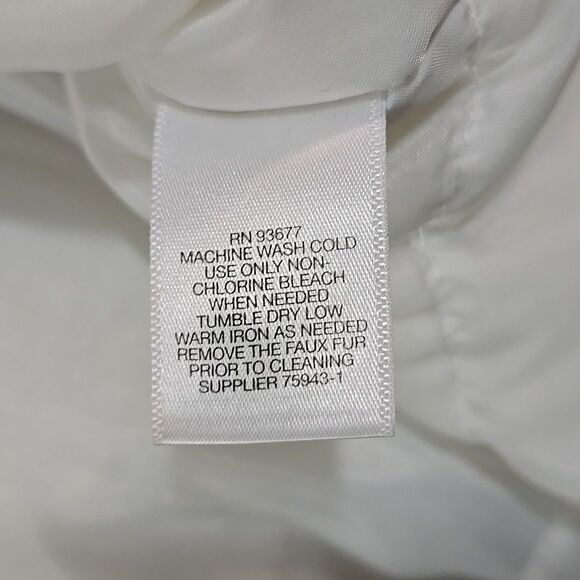 RN 93677
MACHINE WASH COLD
USE ONLY NON-
CHLORINE BLEACH
WHEN NEEDED
TUMBLE DRY LOW
WARM IRON AS NEEDED
REMOVE THE FAUX FUR
PRIOR TO CLEANING
SUPPLIER 75943-1